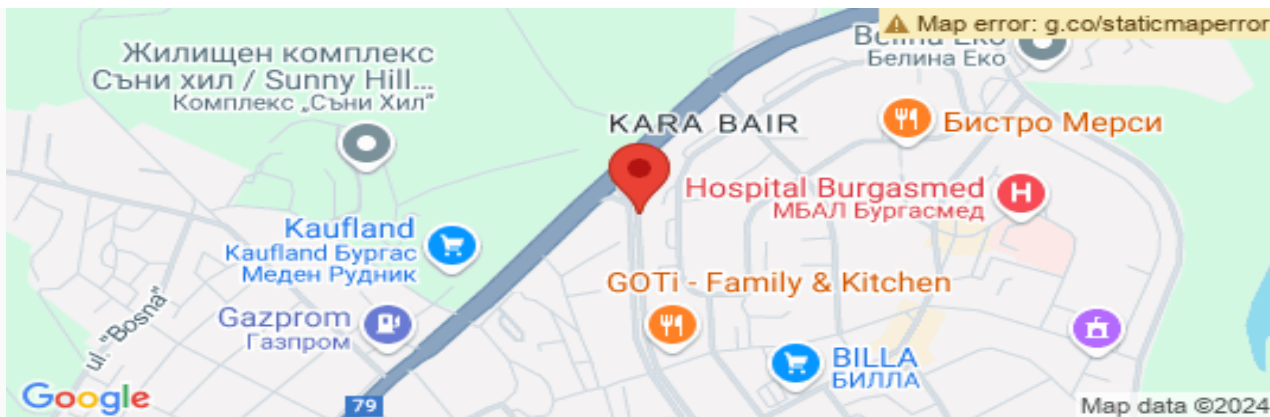 Map error: g.co/staticmaperror
Жилищен комплекс
Съни хил / Sunny Hill...
Комплекс „Съни Хил“
Belina Eko
Белина Еко
KARA BAIR
Бистро Мерси
Hospital Burgasmed
МБАЛ Бургасмед
H
Kaufland
Kaufland Бургас
Меден Рудник
GOTi - Family & Kitchen
Gazprom
Газпром
ul. "Bosna"
BILLA
БИЛЛА
79
Google
Map data ©2024